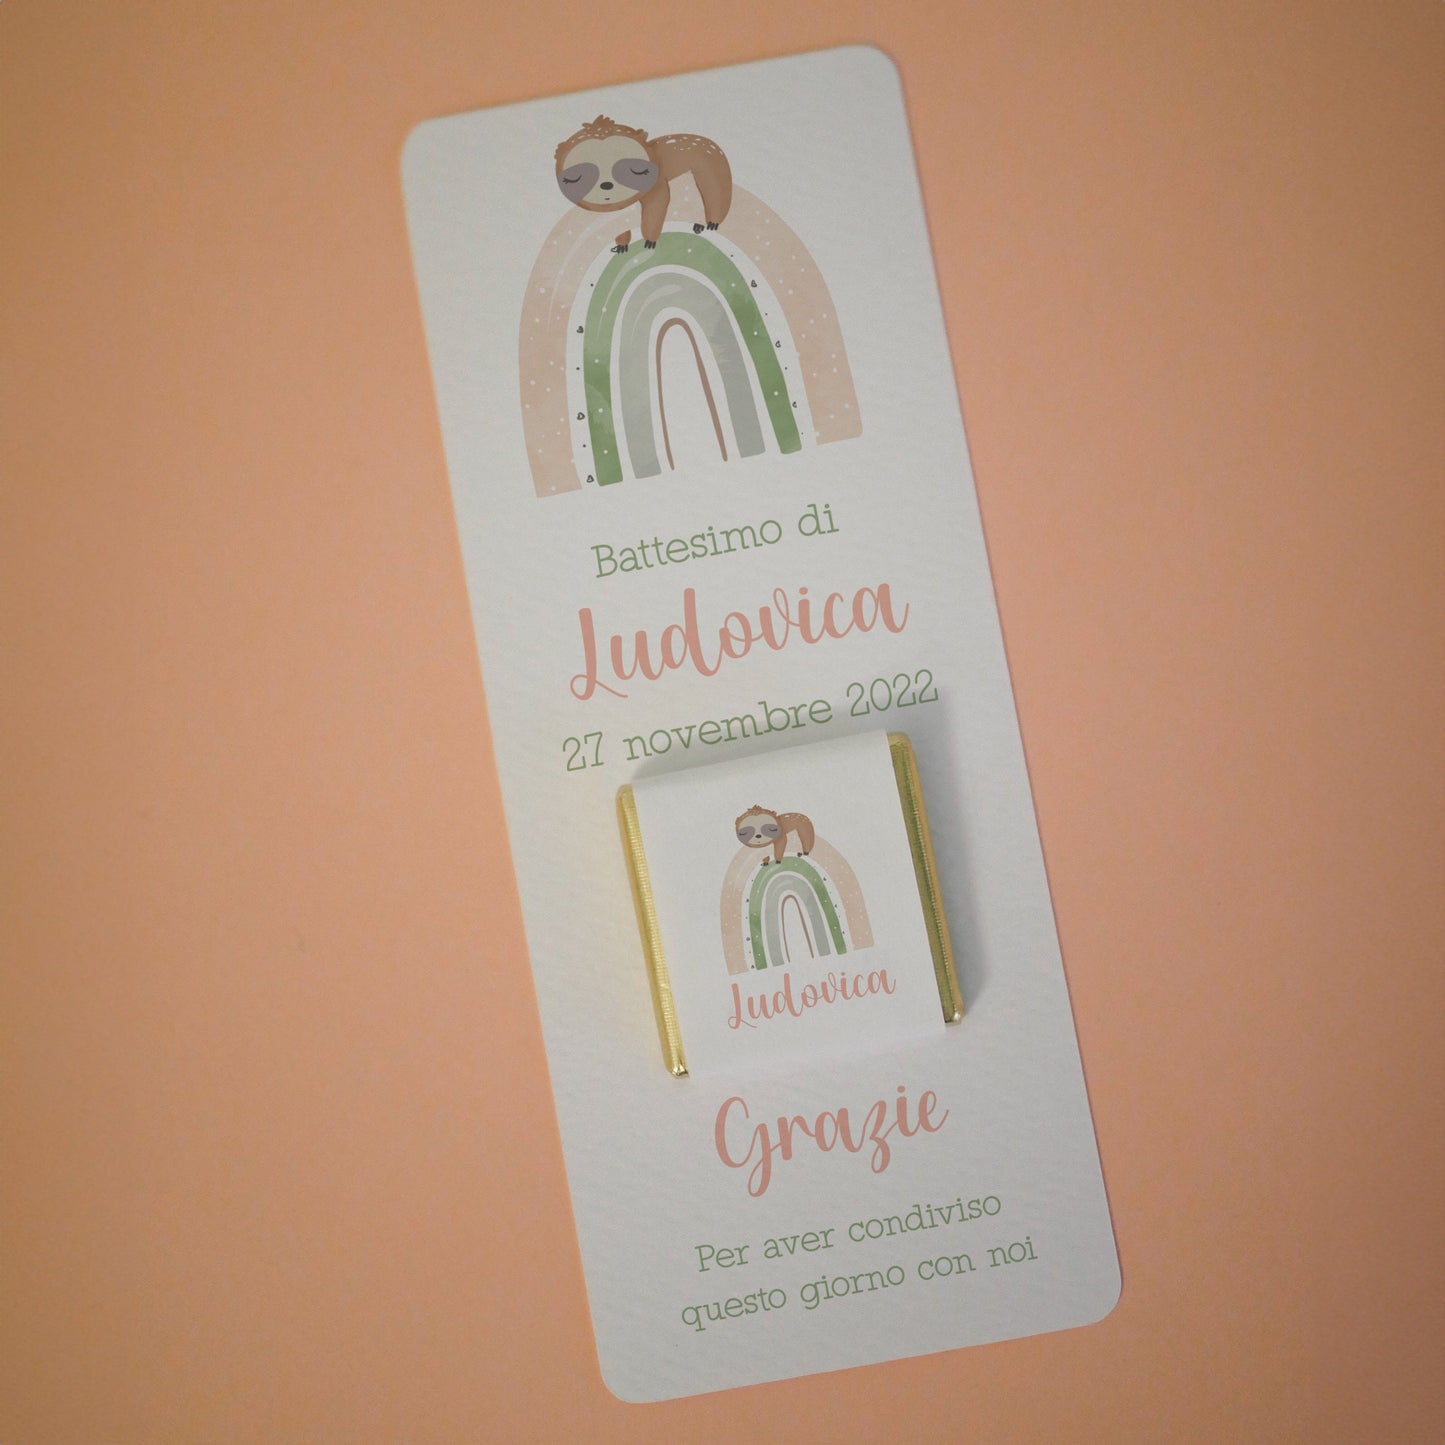 Battesimo di
Ludovica
27 novembre 2022
Ludovica
Grazie
Per aver condiviso
questo giorno con noi